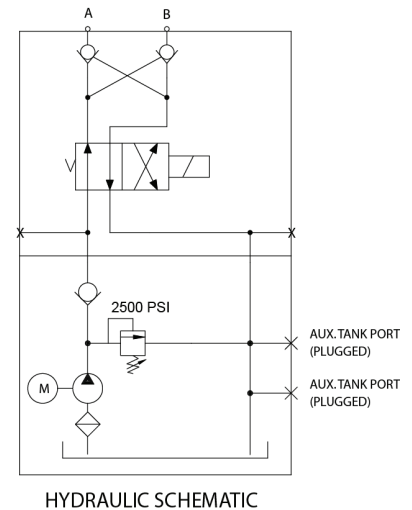 A B
2500 PSI
AUX.TANK PORT
(PLUGGED)
M
AUX.TANK PORT
(PLUGGED)
HYDRAULIC SCHEMATIC